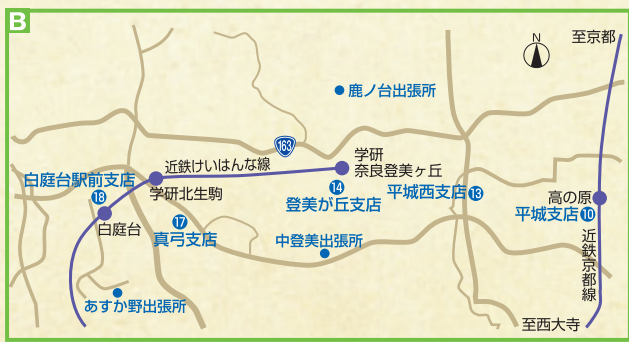 B
至京都
N
鹿ノ台出張所
163
近鉄けいはんな線
学研
奈良登美ヶ丘
白庭台駅前支店
18
学研北生駒
14
登美が丘支店
平城西支店 13
高の原
平城支店 10
白庭台
17
真弓支店
中登美出張所
近鉄京都線
あすか野出張所
至西大寺